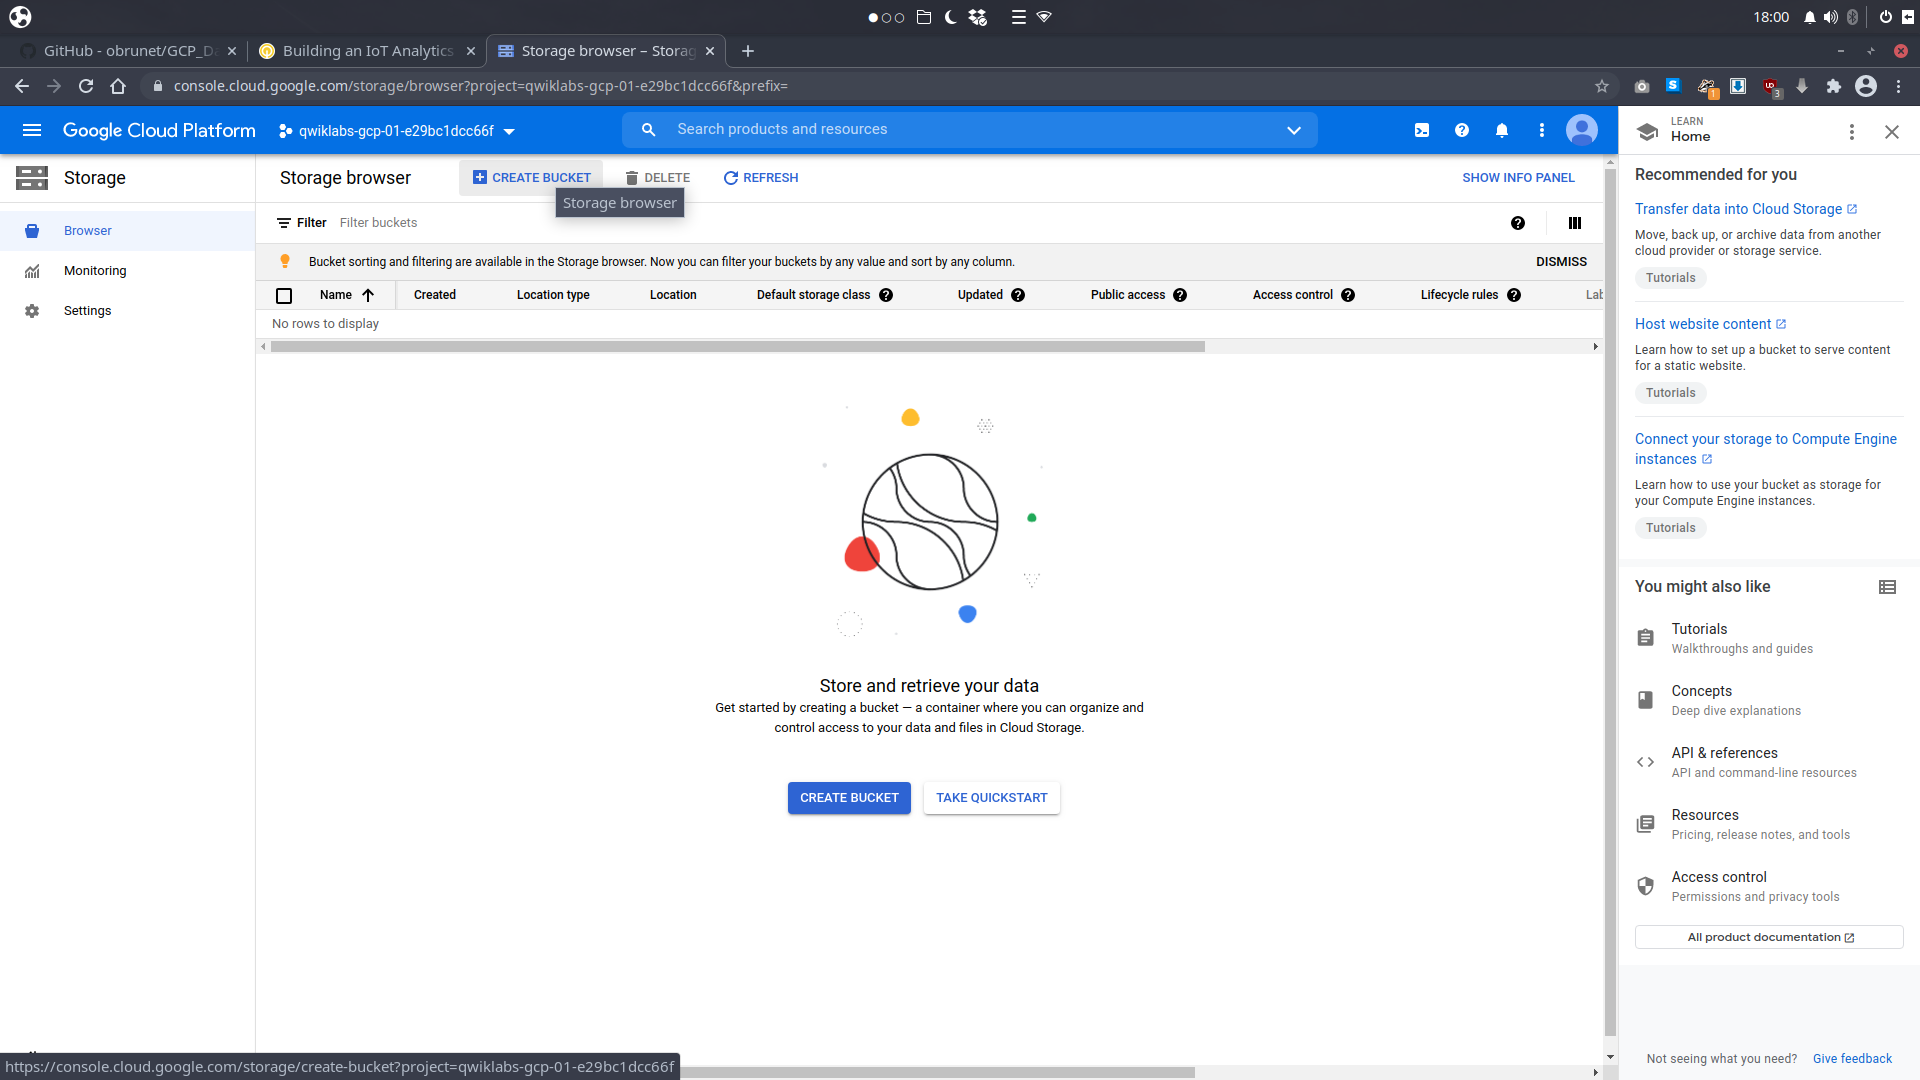 18:00
GitHub - obrunet/GCP_Da
Building an IoT Analytics
Storage browser – Storag
console.cloud.google.com/storage/browser?project=qwiklabs-gcp-01-e29bc1dcc66f&prefix=
1
3
Google Cloud Platform
qwiklabs-gcp-01-e29bc1dcc66f
Search products and resources
LEARN
Home
Storage
Storage browser
CREATE BUCKET
DELETE
REFRESH
SHOW INFO PANEL
Storage browser
Browser
Monitoring
Settings
Filter
Filter buckets
Bucket sorting and filtering are available in the Storage browser. Now you can filter your buckets by any value and sort by any column.
DISMISS
Name
Created
Location type
Location
Default storage class
Updated
Public access
Access control
Lifecycle rules
Lab
No rows to display
Store and retrieve your data
Get started by creating a bucket — a container where you can organize and
control access to your data and files in Cloud Storage.
CREATE BUCKET
TAKE QUICKSTART
Recommended for you
Transfer data into Cloud Storage
Move, back up, or archive data from another
cloud provider or storage service.
Tutorials
Host website content
Learn how to set up a bucket to serve content
for a static website.
Tutorials
Connect your storage to Compute Engine
instances
Learn how to use your bucket as storage for
your Compute Engine instances.
Tutorials
You might also like
Tutorials
Walkthroughs and guides
Concepts
Deep dive explanations
API & references
API and command-line resources
Resources
Pricing, release notes, and tools
Access control
Permissions and privacy tools
All product documentation
Not seeing what you need?
Give feedback
https://console.cloud.google.com/storage/create-bucket?project=qwiklabs-gcp-01-e29bc1dcc66f